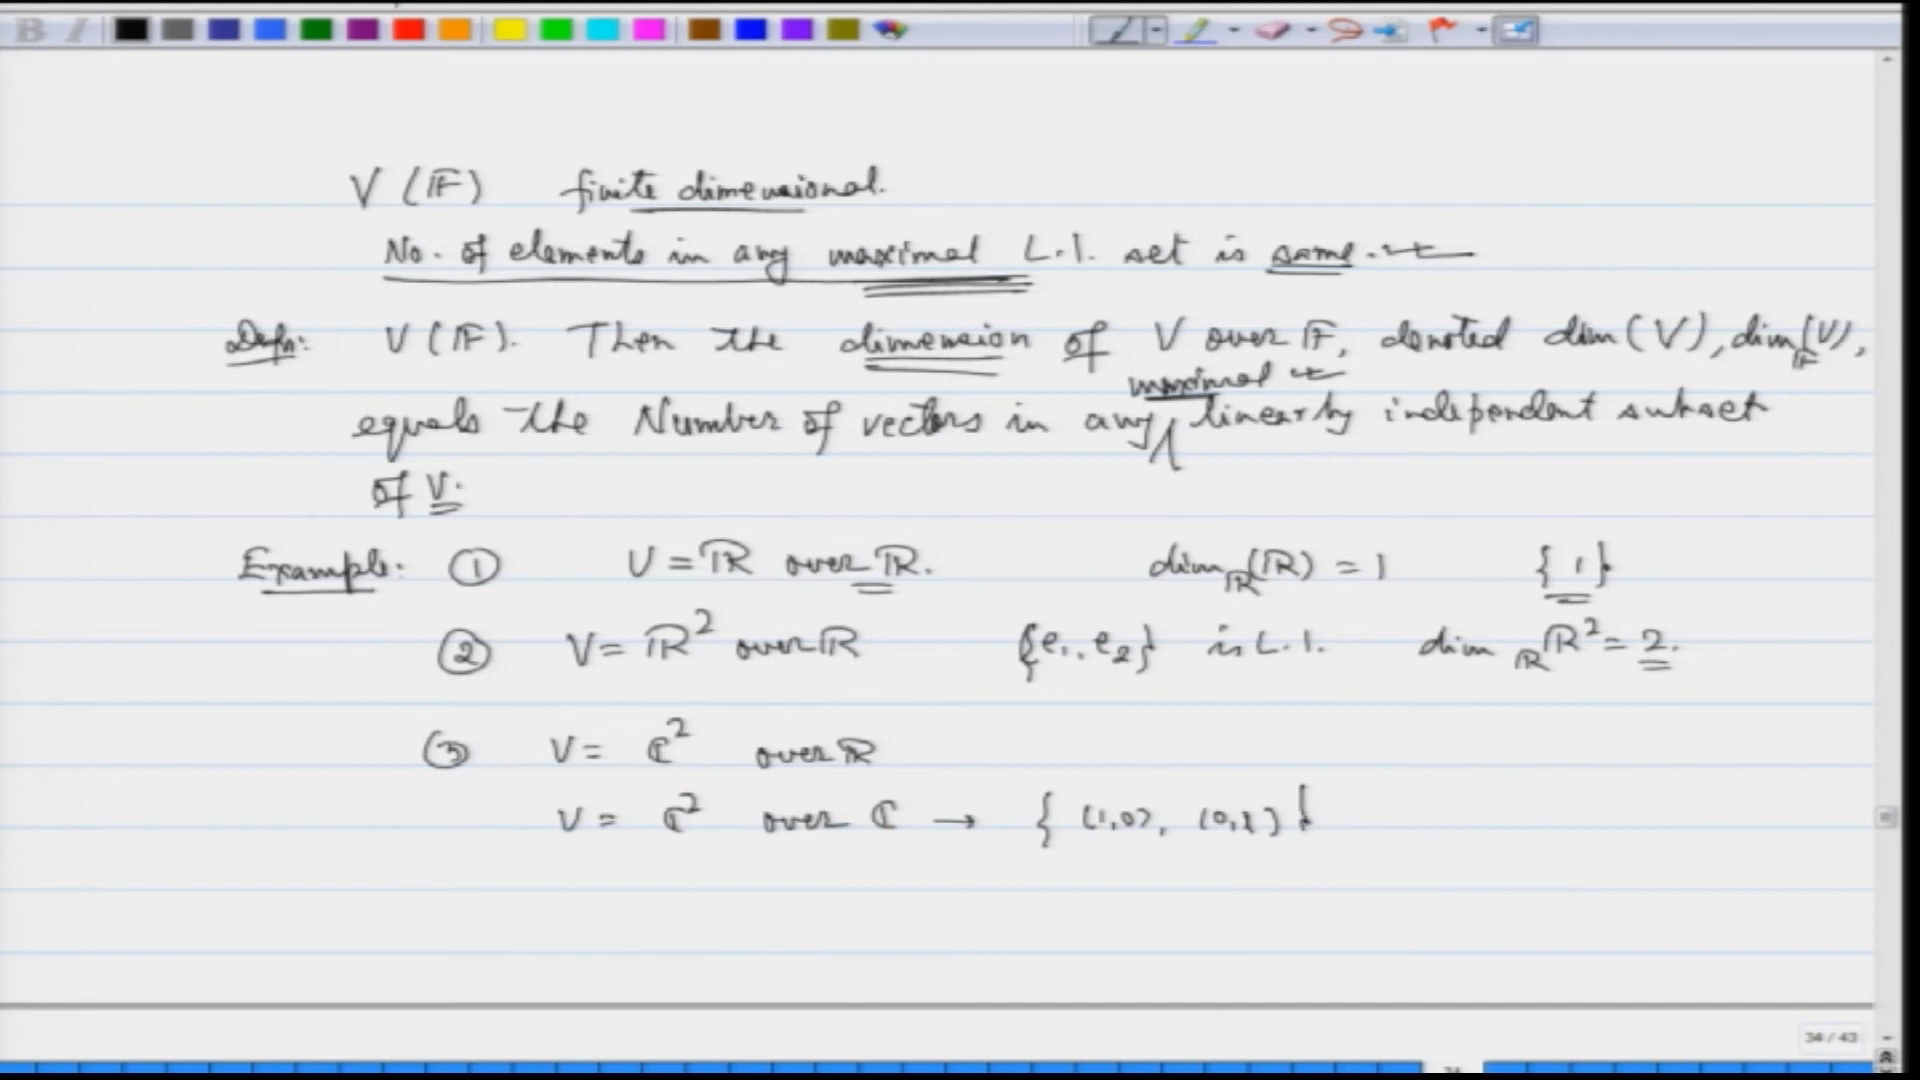 B I
V (𝔽) finite dimensional.
No. of elements in any maximal L.I. set is same.
Defn: V (𝔽). Then the dimension of V over 𝔽, denoted dim(V), dim_𝔽(V),
maximal
equals the Number of vectors in any linearly independent subset
of V.
Example: ① V = ℝ over ℝ. dim_ℝ(ℝ) = 1 { 1 }
② V = ℝ² over ℝ {e₁, e₂} is L.I. dim_ℝ ℝ² = 2.
③ V = ℂ² over ℝ
V = ℂ² over ℂ → { (1,0), (0,1) }
34 / 43